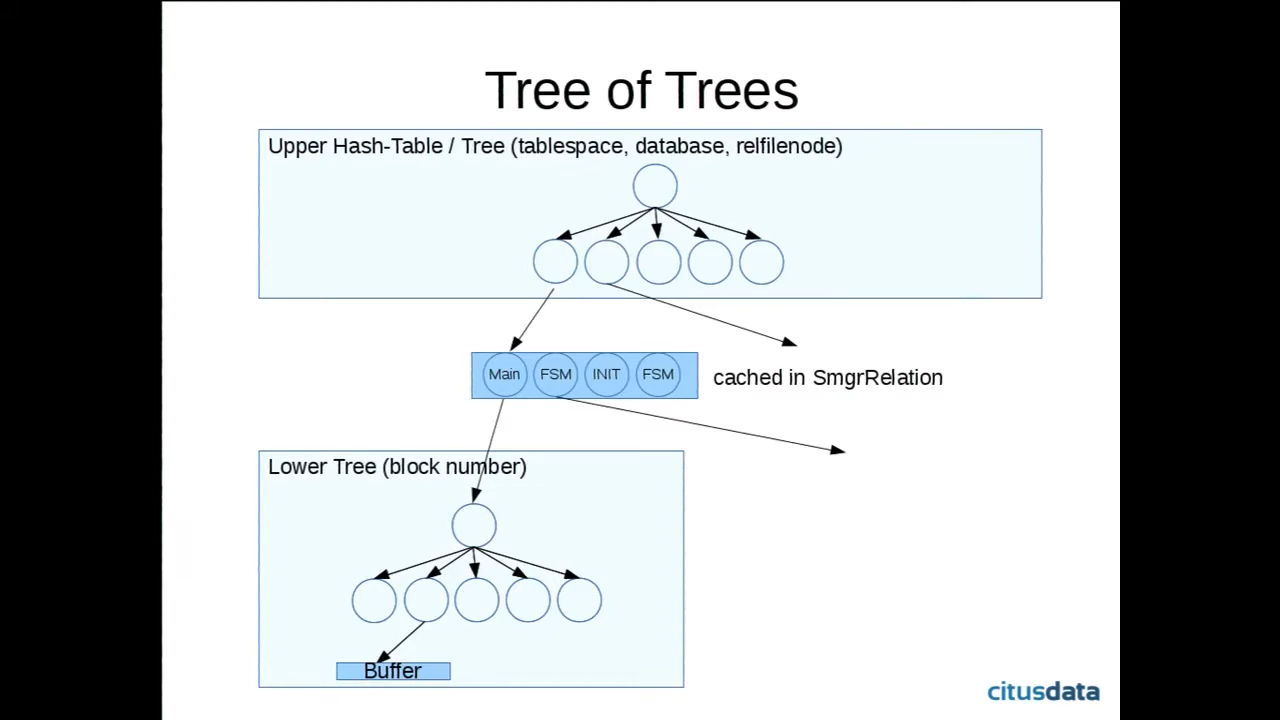 Tree of Trees
Upper Hash-Table / Tree (tablespace, database, relfilenode)
Main FSM INIT FSM
cached in SmgrRelation
Lower Tree (block number)
Buffer
citusdata